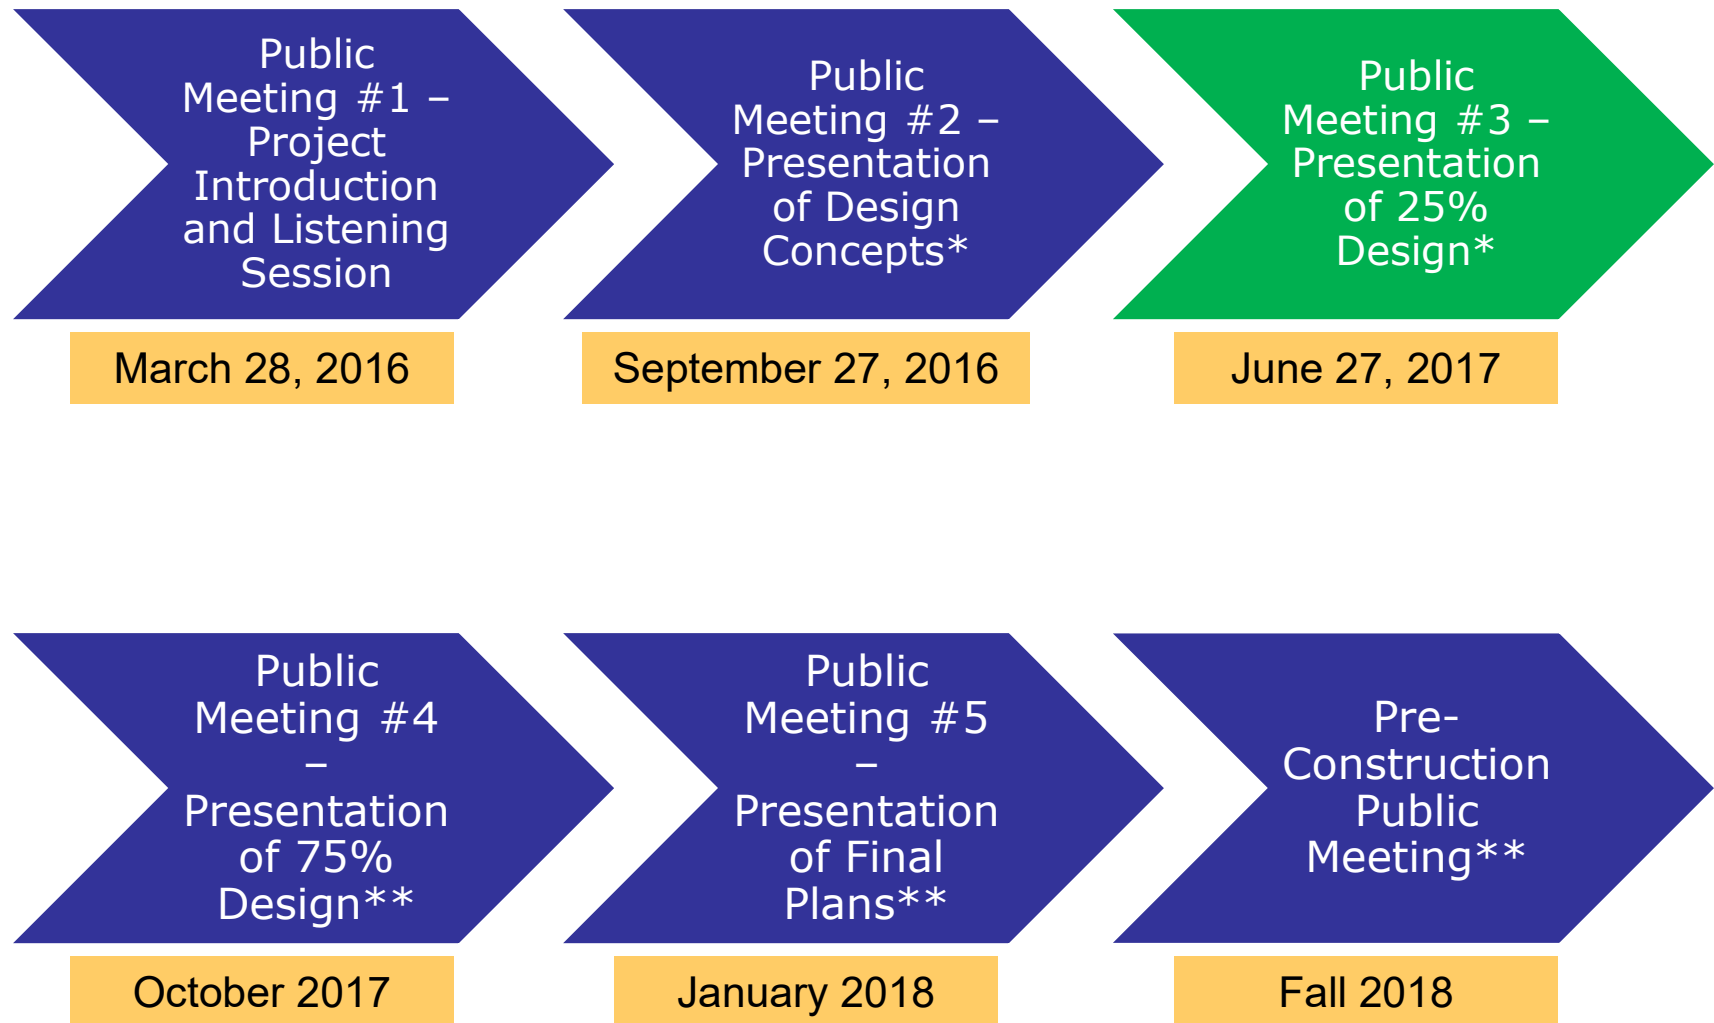 Public
Meeting #1 –
Project
Introduction
and Listening
Session
March 28, 2016
Public
Meeting #2 –
Presentation
of Design
Concepts*
September 27, 2016
Public
Meeting #3 –
Presentation
of 25%
Design*
June 27, 2017
Public
Meeting #4
–
Presentation
of 75%
Design**
October 2017
Public
Meeting #5
–
Presentation
of Final
Plans**
January 2018
Pre-
Construction
Public
Meeting**
Fall 2018